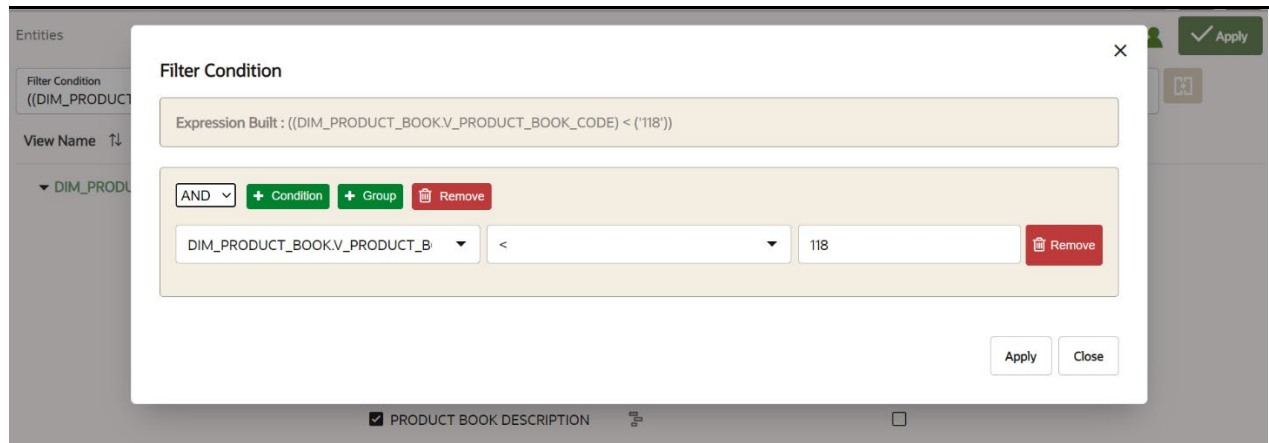 Entities
Apply
Filter Condition
((DIM_PRODUCT
View Name
DIM_PRODU
Filter Condition
Expression Built : ((DIM_PRODUCT_BOOK.V_PRODUCT_BOOK_CODE) < ('118'))
AND + Condition + Group Remove
DIM_PRODUCT_BOOK.V_PRODUCT_B < 118 Remove
Apply Close
PRODUCT BOOK DESCRIPTION